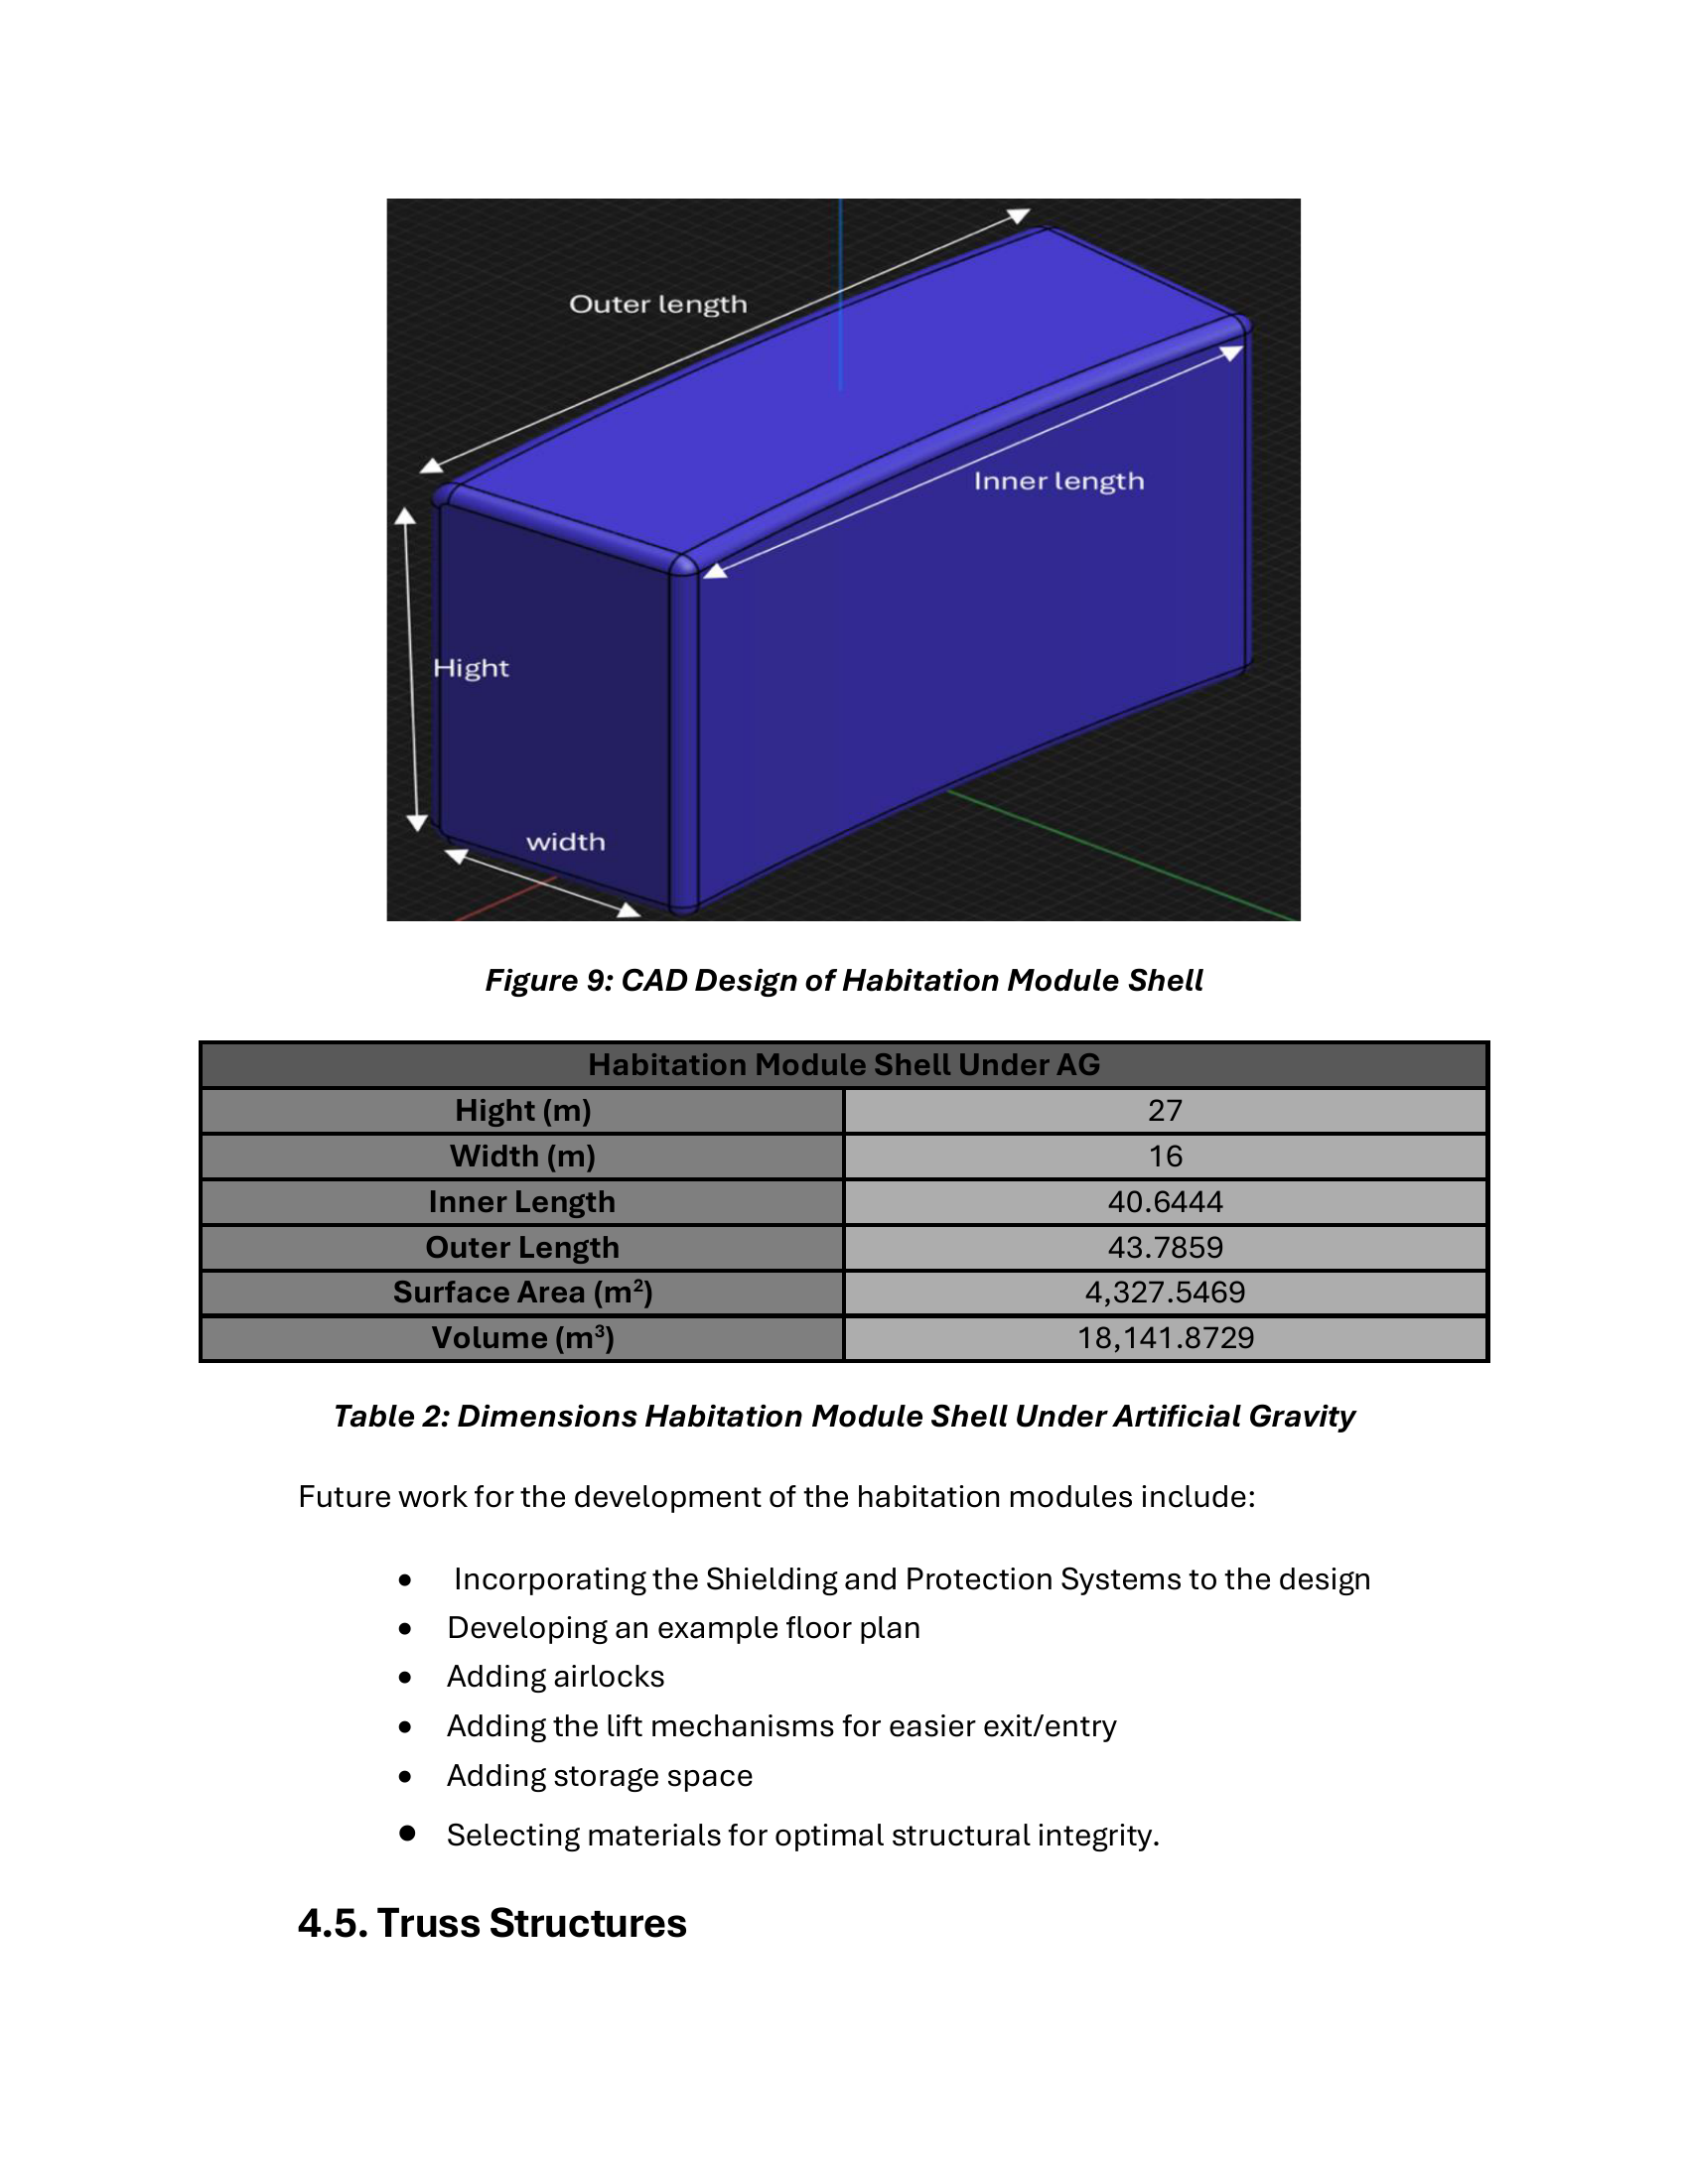 Outer length
Inner length
Hight
width
Figure 9: CAD Design of Habitation Module Shell
Habitation Module Shell Under AG
Hight (m) 27
Width (m) 16
Inner Length 40.6444
Outer Length 43.7859
Surface Area (m²) 4,327.5469
Volume (m³) 18,141.8729
Table 2: Dimensions Habitation Module Shell Under Artificial Gravity
Future work for the development of the habitation modules include:
• Incorporating the Shielding and Protection Systems to the design
• Developing an example floor plan
• Adding airlocks
• Adding the lift mechanisms for easier exit/entry
• Adding storage space
• Selecting materials for optimal structural integrity.
4.5. Truss Structures